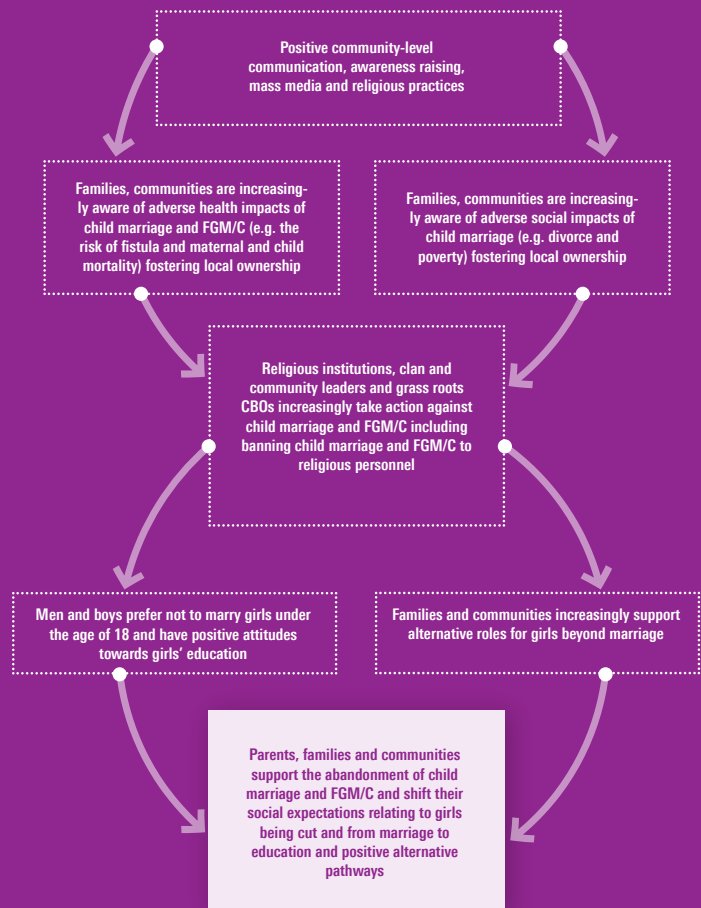 Positive community-level
communication, awareness raising,
mass media and religious practices
Families, communities are increasing-
ly aware of adverse health impacts of
child marriage and FGM/C (e.g. the
risk of fistula and maternal and child
mortality) fostering local ownership
Families, communities are increasing-
ly aware of adverse social impacts of
child marriage (e.g. divorce and
poverty) fostering local ownership
Religious institutions, clan and
community leaders and grass roots
CBOs increasingly take action against
child marriage and FGM/C including
banning child marriage and FGM/C to
religious personnel
Men and boys prefer not to marry girls under
the age of 18 and have positive attitudes
towards girls’ education
Families and communities increasingly support
alternative roles for girls beyond marriage
Parents, families and communities
support the abandonment of child
marriage and FGM/C and shift their
social expectations relating to girls
being cut and from marriage to
education and positive alternative
pathways